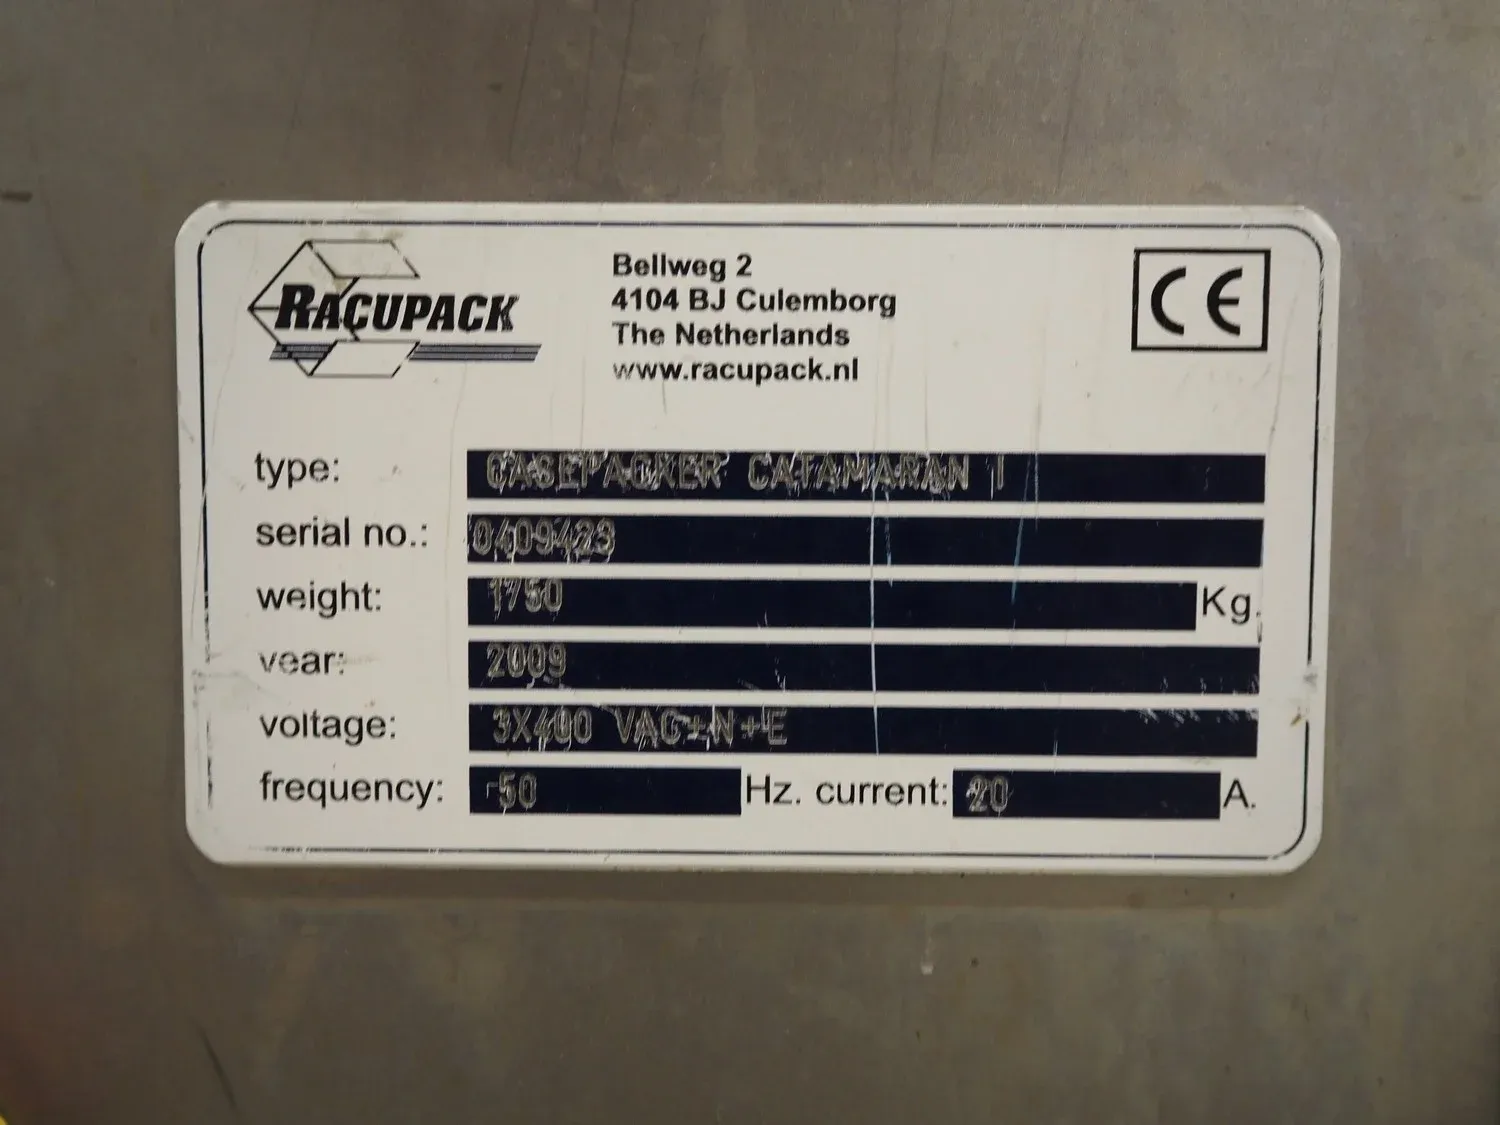 RACUPACK
Bellweg 2
4104 BJ Culemborg
The Netherlands
www.racupack.nl
CE
type: CASEPACKER CATAMARAN I
serial no.: 0409423
weight: 1750 Kg.
year: 2009
voltage: 3X400 VAC±N+E
frequency: 50 Hz. current: 20 A.